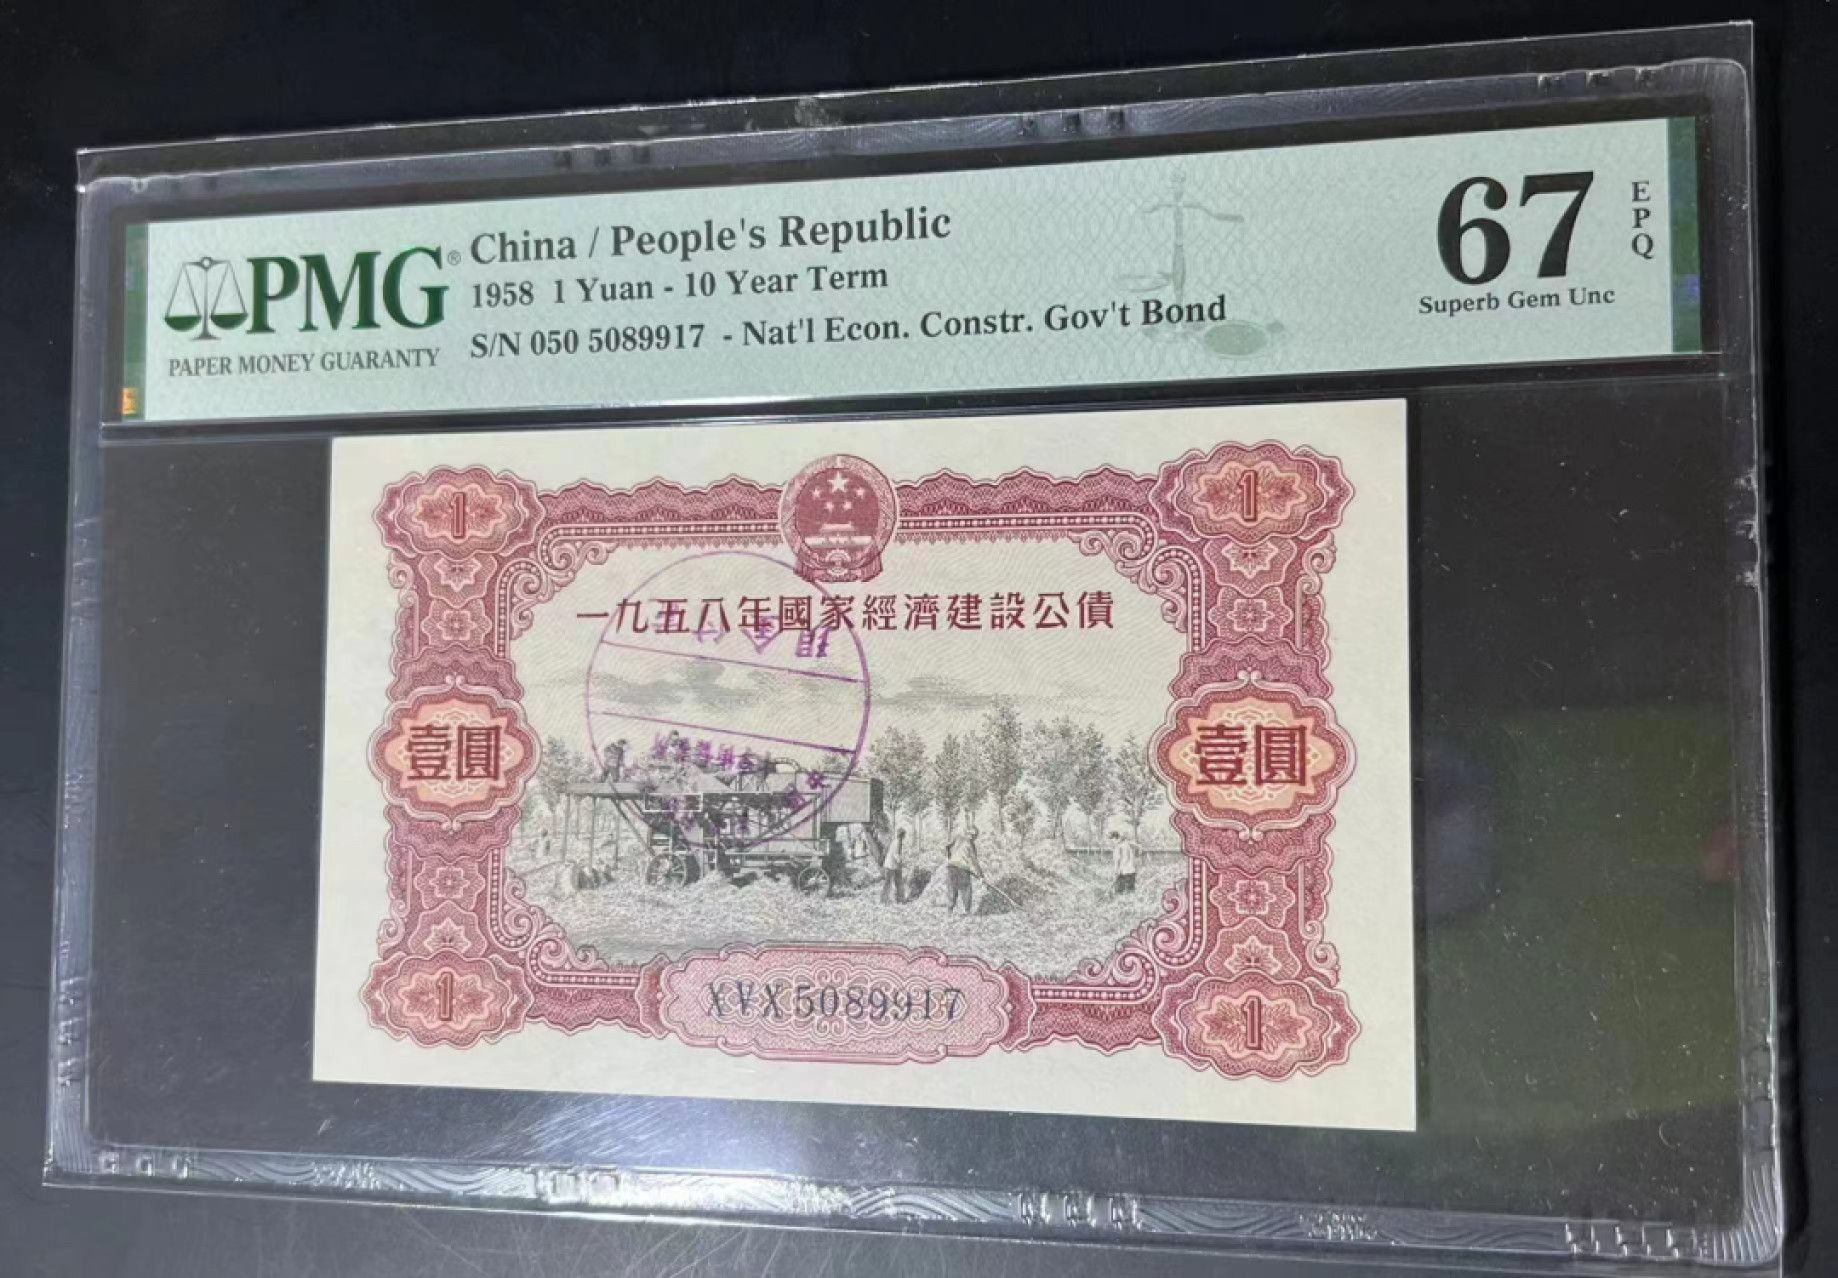 PMG®
PAPER MONEY GUARANTY
China / People's Republic
1958 1 Yuan - 10 Year Term
S/N 050 5089917 - Nat'l Econ. Constr. Gov't Bond
67
EPQ
Superb Gem Unc
1
1
一九五八年國家經濟建設公債
壹圓
壹圓
XVX5089917
1
1